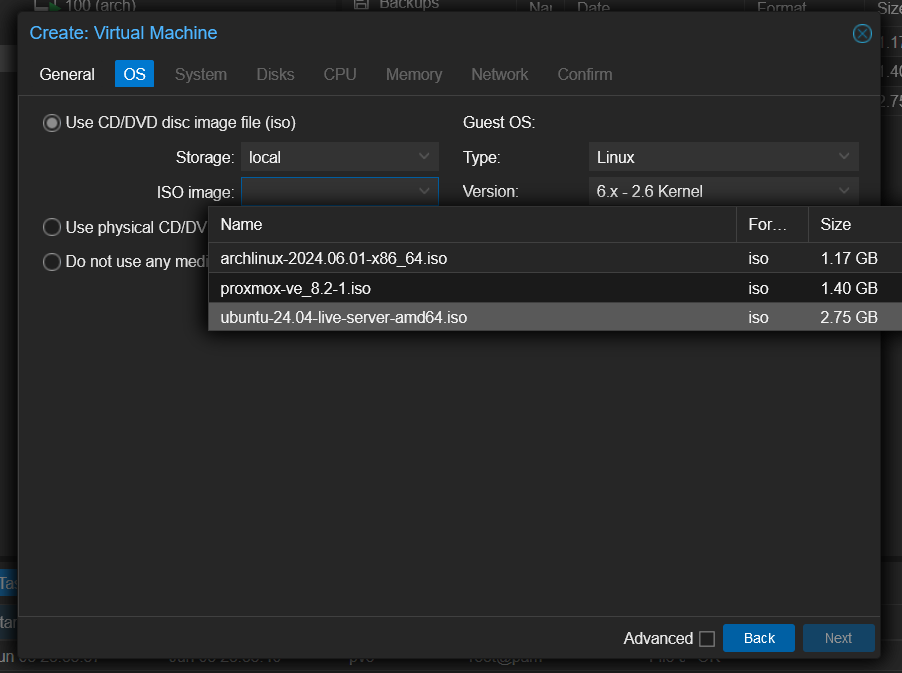 100 (arch) Backups Date Format Size
Create: Virtual Machine
General OS System Disks CPU Memory Network Confirm
Use CD/DVD disc image file (iso) Guest OS:
Storage: local Type: Linux
ISO image: Version: 6.x - 2.6 Kernel
Use physical CD/DV
Name For... Size
Do not use any medi
archlinux-2024.06.01-x86_64.iso iso 1.17 GB
proxmox-ve_8.2-1.iso iso 1.40 GB
ubuntu-24.04-live-server-amd64.iso iso 2.75 GB
Advanced Back Next